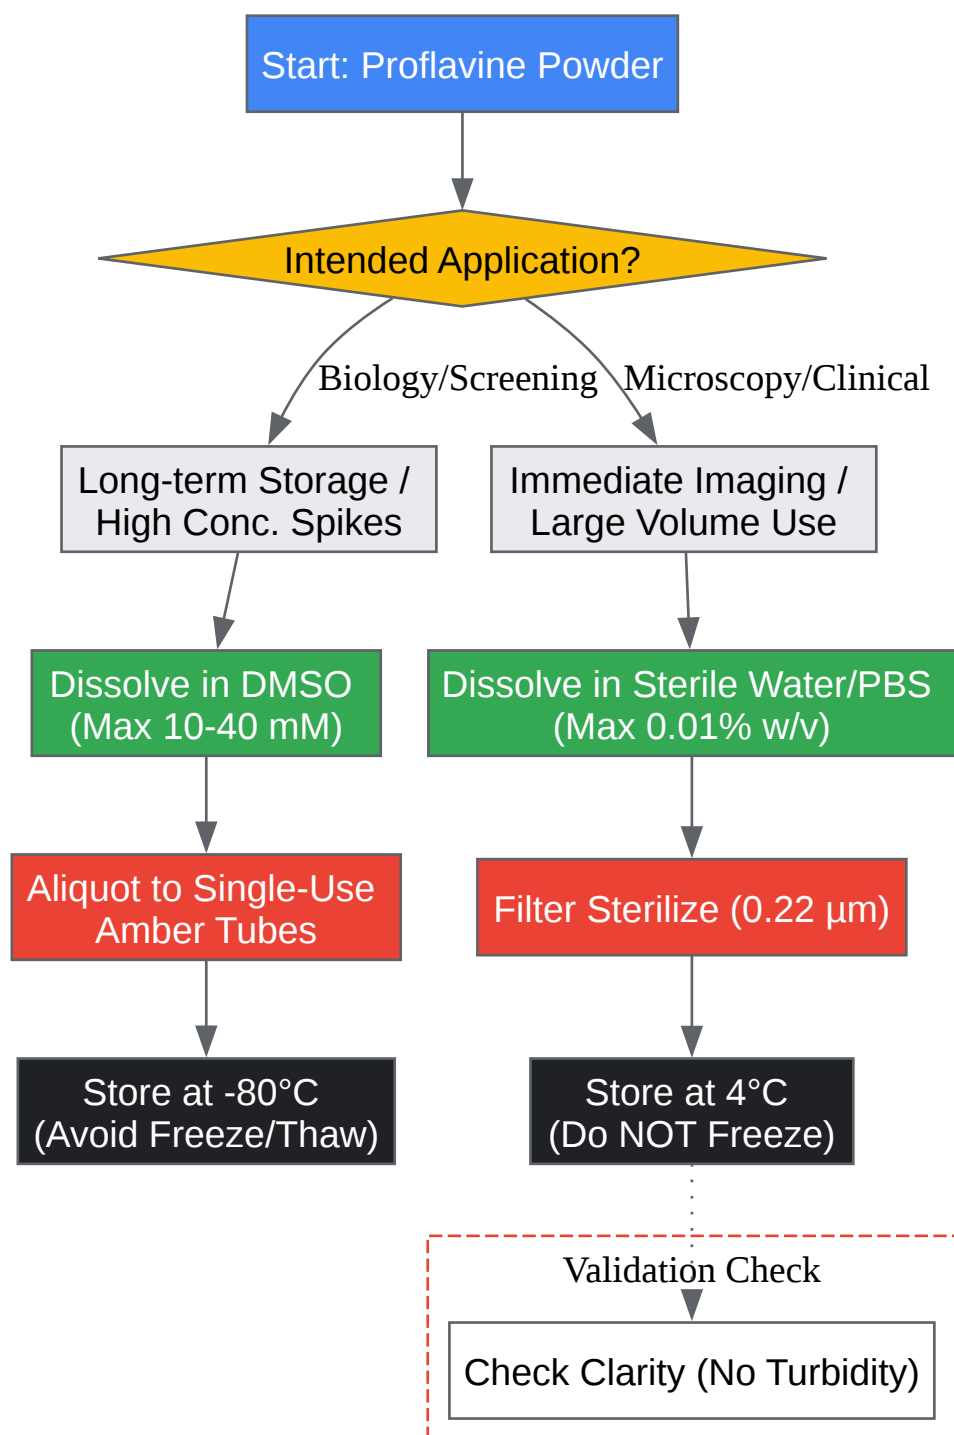 Start: Proflavine Powder
Intended Application?
Biology/Screening
Microscopy/Clinical
Long-term Storage /
High Conc. Spikes
Immediate Imaging /
Large Volume Use
Dissolve in DMSO
(Max 10-40 mM)
Dissolve in Sterile Water/PBS
(Max 0.01% w/v)
Aliquot to Single-Use
Amber Tubes
Filter Sterilize (0.22 µm)
Store at -80°C
(Avoid Freeze/Thaw)
Store at 4°C
(Do NOT Freeze)
Validation Check
Check Clarity (No Turbidity)